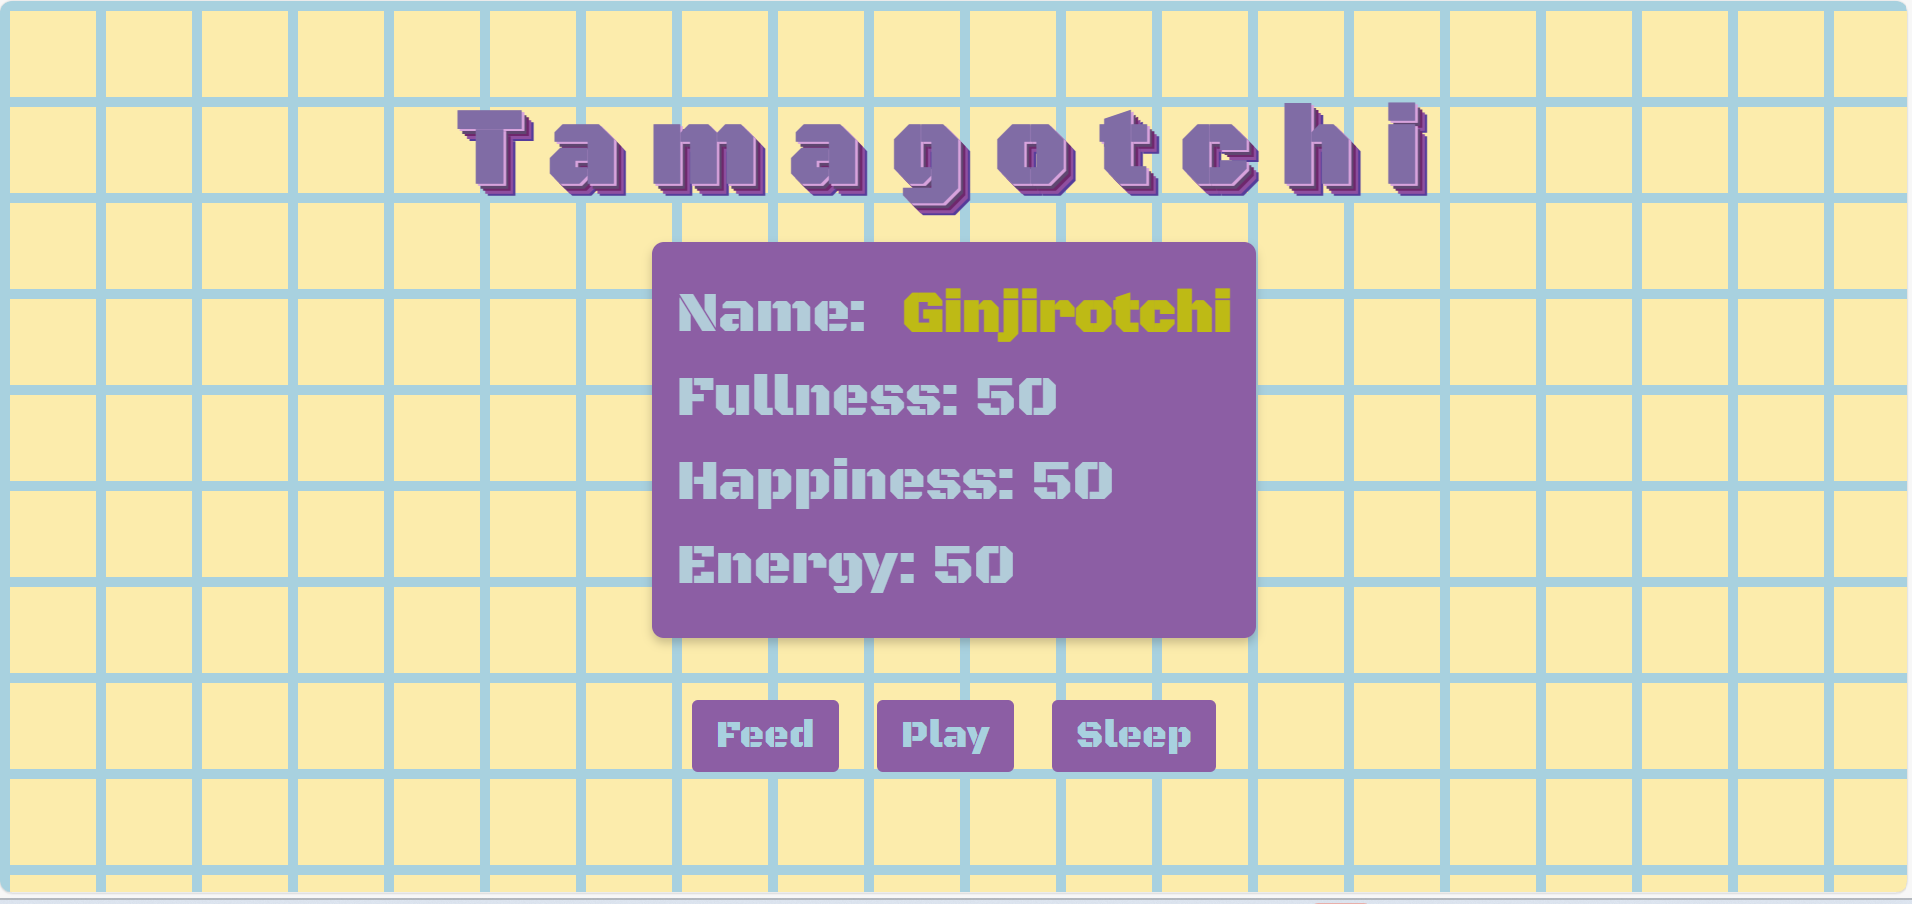 Tamagotchi
Name: Ginjirotchi
Fullness: 50
Happiness: 50
Energy: 50
Feed Play Sleep